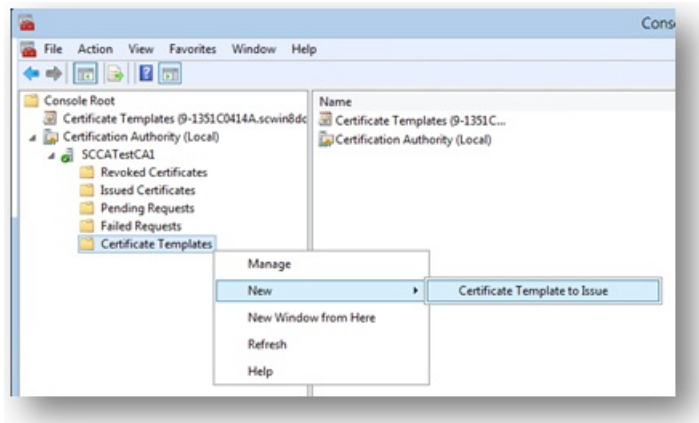 Cons
File Action View Favorites Window Help
Console Root
Certificate Templates (9-1351C0414A.scwin8dc
Certification Authority (Local)
SCCATestCA1
Revoked Certificates
Issued Certificates
Pending Requests
Failed Requests
Certificate Templates
Name
Certificate Templates (9-1351C...
Certification Authority (Local)
Manage
New
Certificate Template to Issue
New Window from Here
Refresh
Help